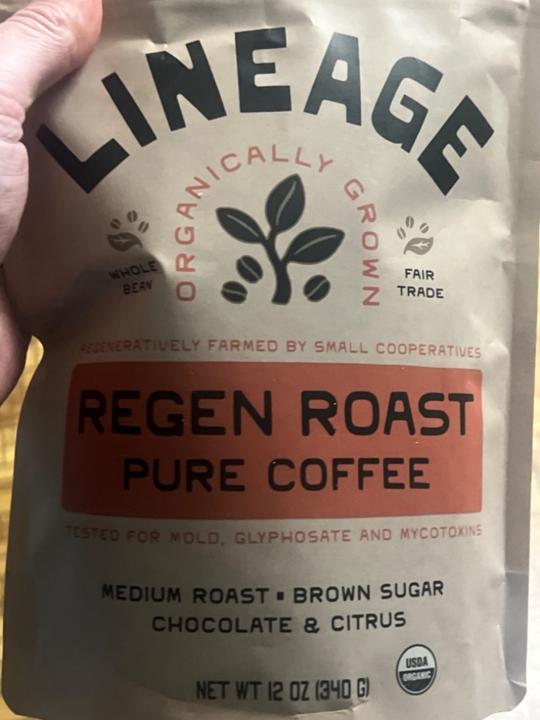 LINEAGE
ORGANICALLY GROWN
WHOLE
BEAN
FAIR
TRADE
REGENERATIVELY FARMED BY SMALL COOPERATIVES
REGEN ROAST
PURE COFFEE
TESTED FOR MOLD, GLYPHOSATE AND MYCOTOXINS
MEDIUM ROAST ▪ BROWN SUGAR
CHOCOLATE & CITRUS
USDA
ORGANIC
NET WT 12 OZ (340 G)